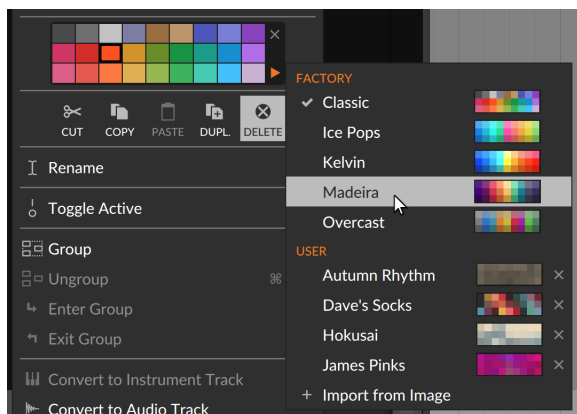 CUT COPY PASTE DUPL. DELETE
Rename
Toggle Active
Group
Ungroup ⌘
Enter Group
Exit Group
Convert to Instrument Track
Convert to Audio Track
FACTORY
Classic
Ice Pops
Kelvin
Madeira
Overcast
USER
Autumn Rhythm
Dave's Socks
Hokusai
James Pinks
+ Import from Image